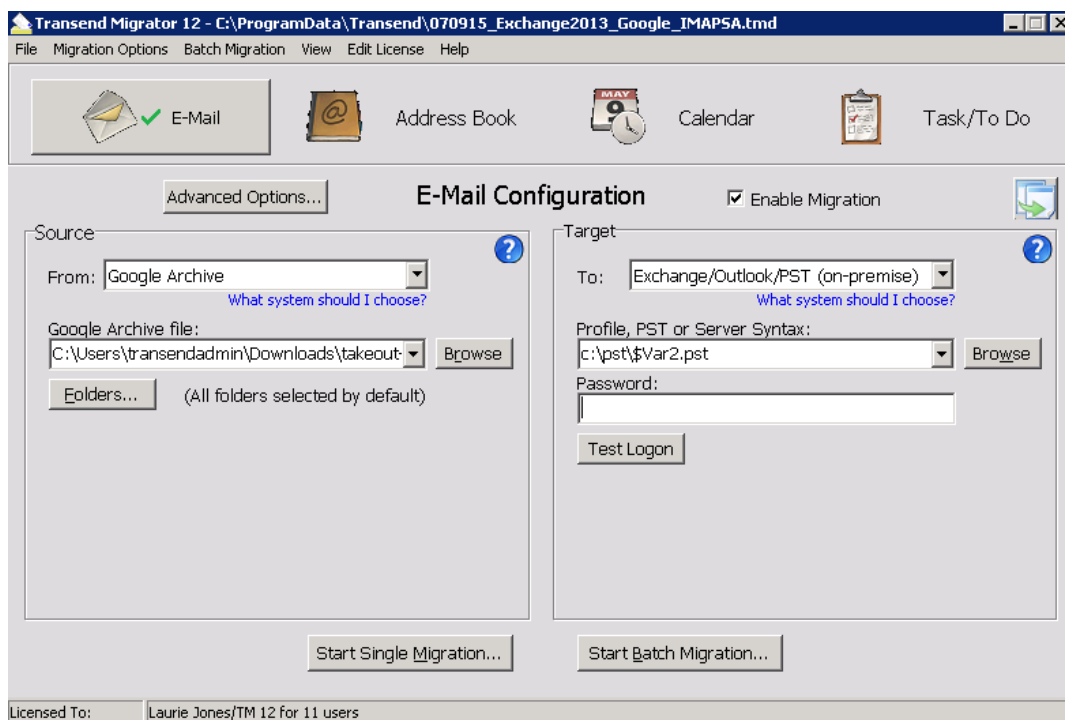 Transend Migrator 12 - C:\ProgramData\Transend\070915_Exchange2013_Google_IMAPSA.tmd
File Migration Options Batch Migration View Edit License Help
E-Mail
MAY
9
Address Book
Calendar
Task/To Do
Advanced Options...
E-Mail Configuration
Enable Migration
Source
From: Google Archive
What system should I choose?
Google Archive file:
C:\Users\transendadmin\Downloads\takeout-
Browse
Folders...
(All folders selected by default)
Target
To: Exchange/Outlook/PST (on-premise)
What system should I choose?
Profile, PST or Server Syntax:
c:\pst\$Var2.pst
Browse
Password:
Test Logon
Start Single Migration...
Start Batch Migration...
Licensed To: Laurie Jones/TM 12 for 11 users